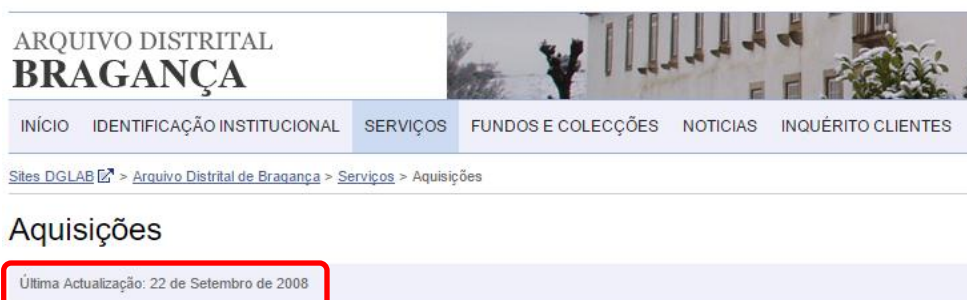 ARQUIVO DISTRITAL
BRAGANÇA
INÍCIO IDENTIFICAÇÃO INSTITUCIONAL SERVIÇOS FUNDOS E COLECÇÕES NOTICIAS INQUÉRITO CLIENTES
Sites DGLAB > Arquivo Distrital de Bragança > Serviços > Aquisições
Aquisições
Última Actualização: 22 de Setembro de 2008